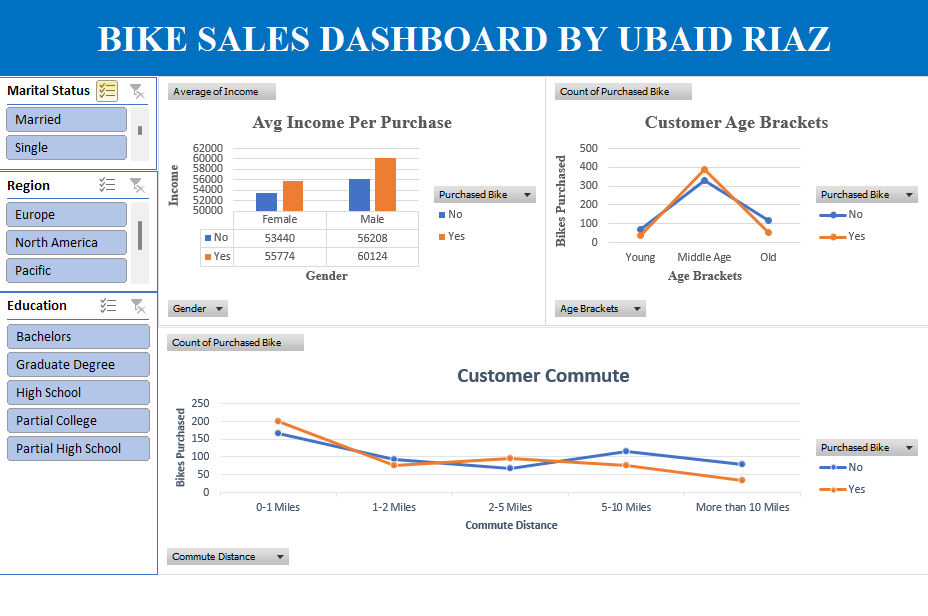 BIKE SALES DASHBOARD BY UBAID RIAZ
Marital Status
Married
Single
Region
Europe
North America
Pacific
Education
Bachelors
Graduate Degree
High School
Partial College
Partial High School
Average of Income
Avg Income Per Purchase
Income
62000
60000
58000
56000
54000
52000
50000
Female Male
No 53440 56208
Yes 55774 60124
Gender
Purchased Bike
No
Yes
Gender
Count of Purchased Bike
Customer Age Brackets
Bikes Purchased
500
400
300
200
100
0
Young Middle Age Old
Age Brackets
Purchased Bike
No
Yes
Age Brackets
Count of Purchased Bike
Customer Commute
Bikes Purchased
250
200
150
100
50
0
0-1 Miles 1-2 Miles 2-5 Miles 5-10 Miles More than 10 Miles
Commute Distance
Purchased Bike
No
Yes
Commute Distance